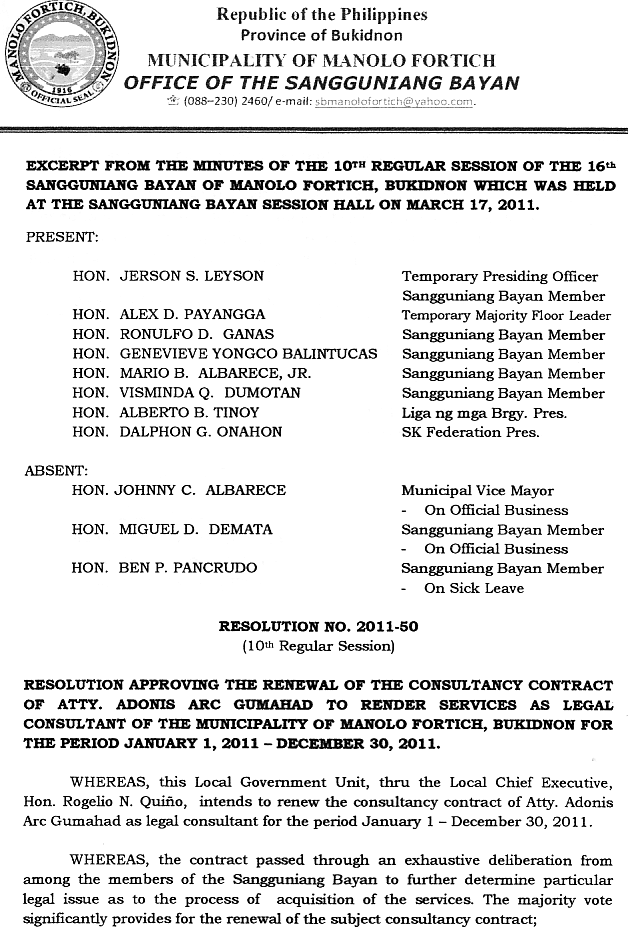 MANOLO FORTICH, BUKIDNON
1916
OFFICIAL SEAL
Republic of the Philippines
Province of Bukidnon
MUNICIPALITY OF MANOLO FORTICH
OFFICE OF THE SANGGUNIANG BAYAN
☏ (088–230) 2460/ e-mail: sbmanolofortich@yahoo.com.
EXCERPT FROM THE MINUTES OF THE 10TH REGULAR SESSION OF THE 16th
SANGGUNIANG BAYAN OF MANOLO FORTICH, BUKIDNON WHICH WAS HELD
AT THE SANGGUNIANG BAYAN SESSION HALL ON MARCH 17, 2011.
PRESENT:
HON. JERSON S. LEYSON Temporary Presiding Officer
Sangguniang Bayan Member
HON. ALEX D. PAYANGGA Temporary Majority Floor Leader
HON. RONULFO D. GANAS Sangguniang Bayan Member
HON. GENEVIEVE YONGCO BALINTUCAS Sangguniang Bayan Member
HON. MARIO B. ALBARECE, JR. Sangguniang Bayan Member
HON. VISMINDA Q. DUMOTAN Sangguniang Bayan Member
HON. ALBERTO B. TINOY Liga ng mga Brgy. Pres.
HON. DALPHON G. ONAHON SK Federation Pres.
ABSENT:
HON. JOHNNY C. ALBARECE Municipal Vice Mayor
- On Official Business
HON. MIGUEL D. DEMATA Sangguniang Bayan Member
- On Official Business
HON. BEN P. PANCRUDO Sangguniang Bayan Member
- On Sick Leave
RESOLUTION NO. 2011-50
(10th Regular Session)
RESOLUTION APPROVING THE RENEWAL OF THE CONSULTANCY CONTRACT
OF ATTY. ADONIS ARC GUMAHAD TO RENDER SERVICES AS LEGAL
CONSULTANT OF THE MUNICIPALITY OF MANOLO FORTICH, BUKIDNON FOR
THE PERIOD JANUARY 1, 2011 – DECEMBER 30, 2011.
WHEREAS, this Local Government Unit, thru the Local Chief Executive,
Hon. Rogelio N. Quiño, intends to renew the consultancy contract of Atty. Adonis
Arc Gumahad as legal consultant for the period January 1 – December 30, 2011.
WHEREAS, the contract passed through an exhaustive deliberation from
among the members of the Sangguniang Bayan to further determine particular
legal issue as to the process of acquisition of the services. The majority vote
significantly provides for the renewal of the subject consultancy contract;